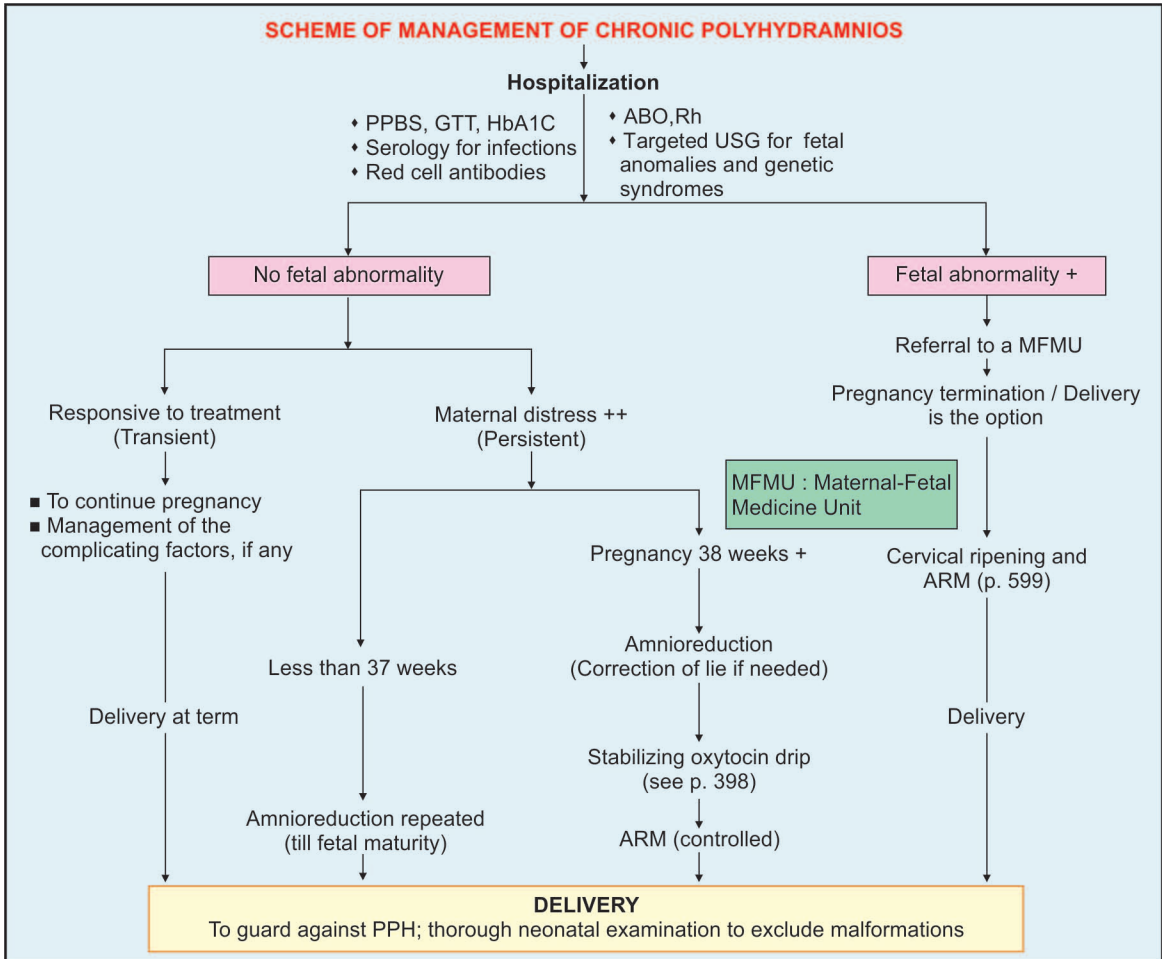 SCHEME OF MANAGEMENT OF CHRONIC POLYHYDRAMNIOS
Hospitalization
♦ PPBS, GTT, HbA1C
♦ Serology for infections
♦ Red cell antibodies
♦ ABO,Rh
♦ Targeted USG for fetal
anomalies and genetic
syndromes
No fetal abnormality
Fetal abnormality +
Responsive to treatment
(Transient)
■ To continue pregnancy
■ Management of the
complicating factors, if any
Delivery at term
Maternal distress ++
(Persistent)
Less than 37 weeks
Amnioreduction repeated
(till fetal maturity)
Pregnancy 38 weeks +
Amnioreduction
(Correction of lie if needed)
Stabilizing oxytocin drip
(see p. 398)
ARM (controlled)
Referral to a MFMU
Pregnancy termination / Delivery
is the option
MFMU : Maternal-Fetal
Medicine Unit
Cervical ripening and
ARM (p. 599)
Delivery
DELIVERY
To guard against PPH; thorough neonatal examination to exclude malformations